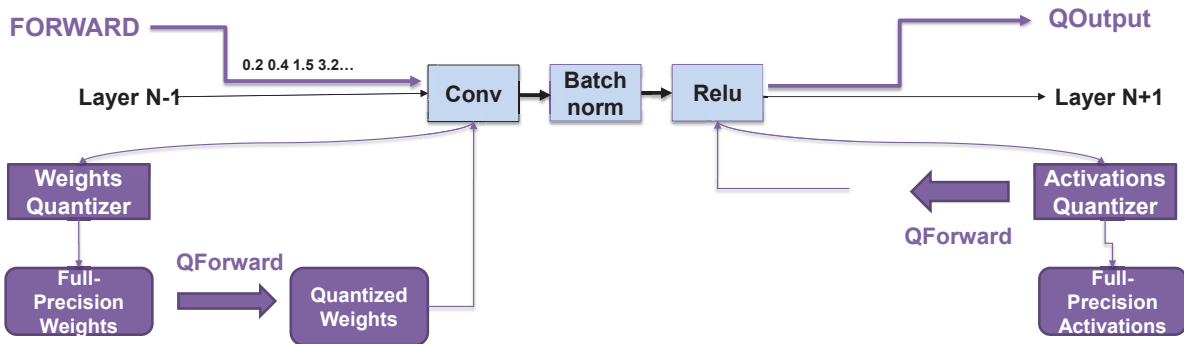 FORWARD
QOutput
0.2 0.4 1.5 3.2...
Layer N-1
Conv
Batch
norm
Relu
Layer N+1
Weights
Quantizer
Activations
Quantizer
QForward
QForward
Full-
Precision
Weights
Quantized
Weights
Full-
Precision
Activations